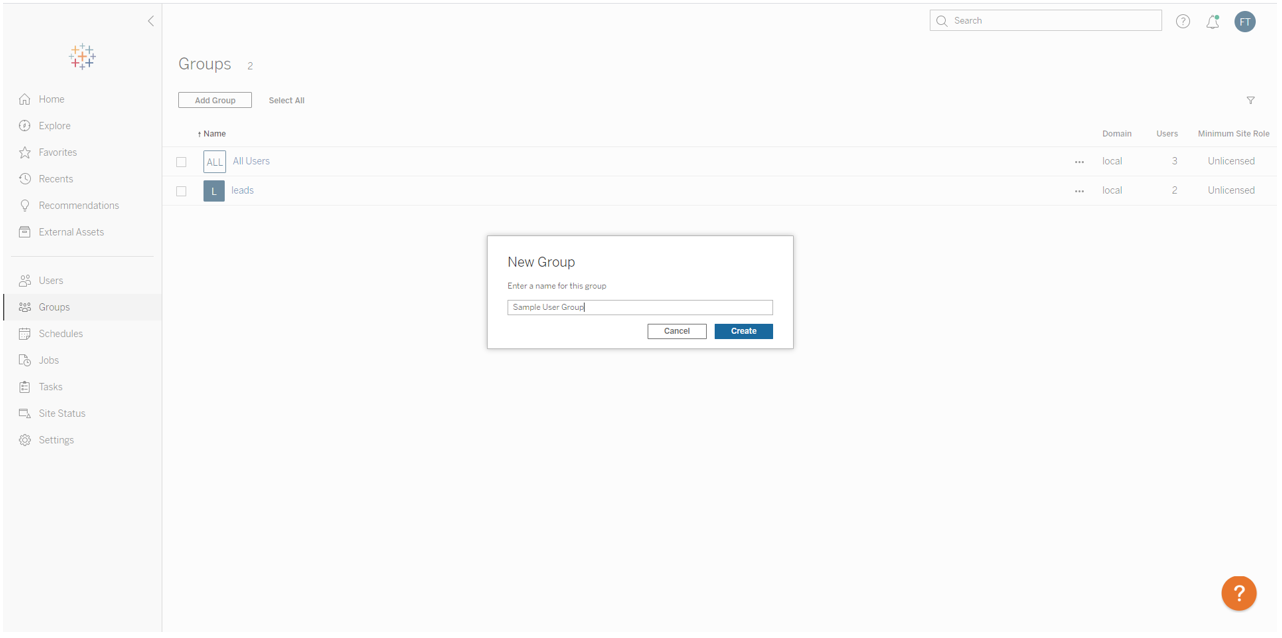 Search
?
FT
Groups 2
Add Group
Select All
↑ Name
Domain
Users
Minimum Site Role
ALL
All Users
local
3
Unlicensed
L
leads
local
2
Unlicensed
Home
Explore
Favorites
Recents
Recommendations
External Assets
Users
Groups
Schedules
Jobs
Tasks
Site Status
Settings
New Group
Enter a name for this group
Sample User Group
Cancel
Create
?